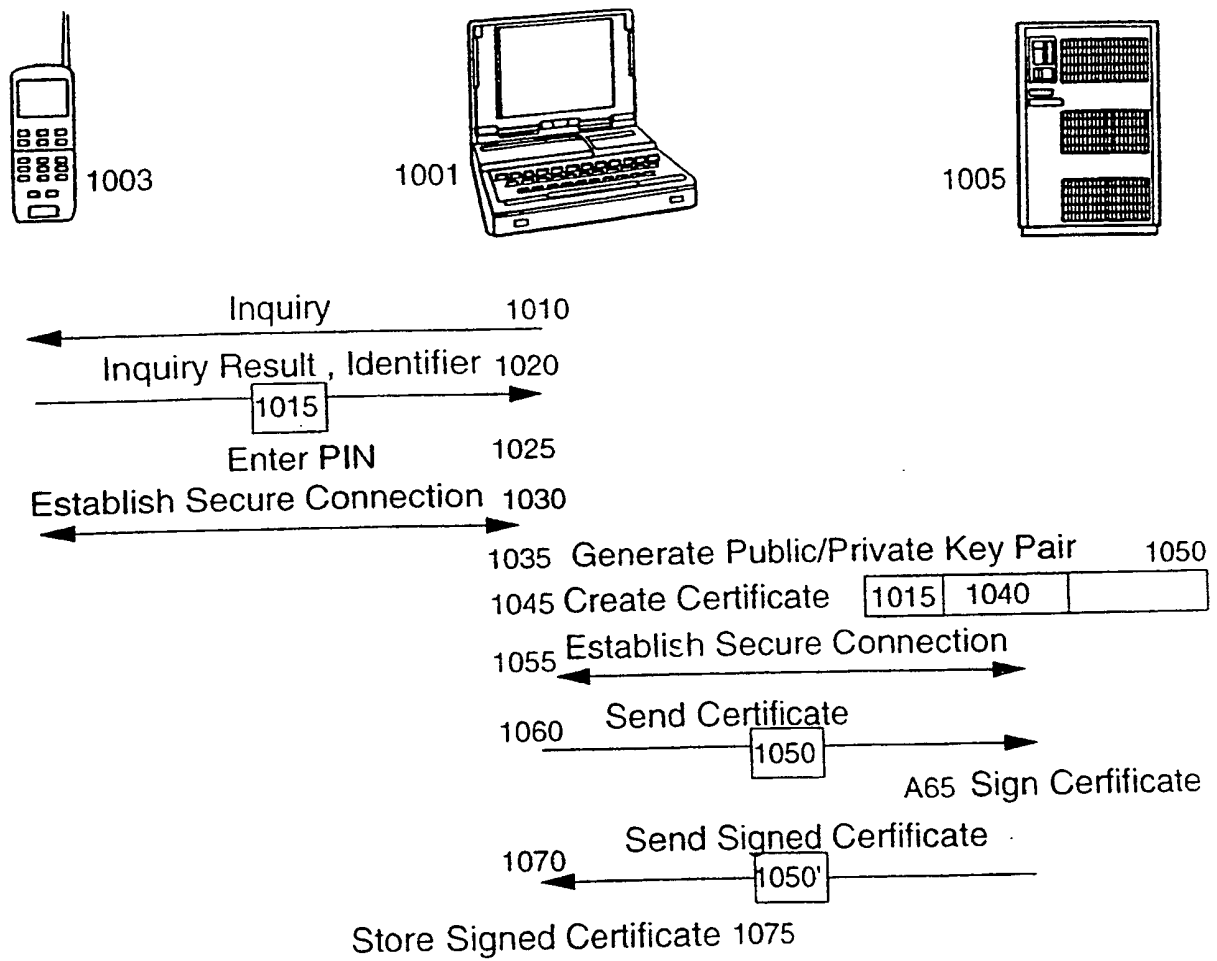 1003
1001
1005
Inquiry 1010
Inquiry Result , Identifier 1020
1015
Enter PIN 1025
Establish Secure Connection 1030
1035 Generate Public/Private Key Pair 1050
1045 Create Certificate 1015 1040
1055 Establish Secure Connection
1060 Send Certificate
1050
A65 Sign Cerfificate
Send Signed Cerfificate
1070
1050'
Store Signed Certificate 1075